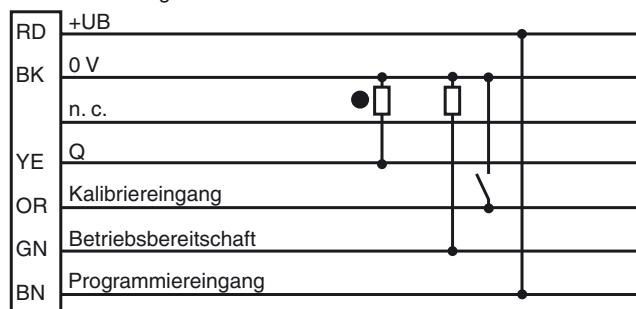 RD +UB
BK 0 V
n. c.
YE Q
OR Kalibriereingang
GN Betriebsbereitschaft
BN Programmiereingang